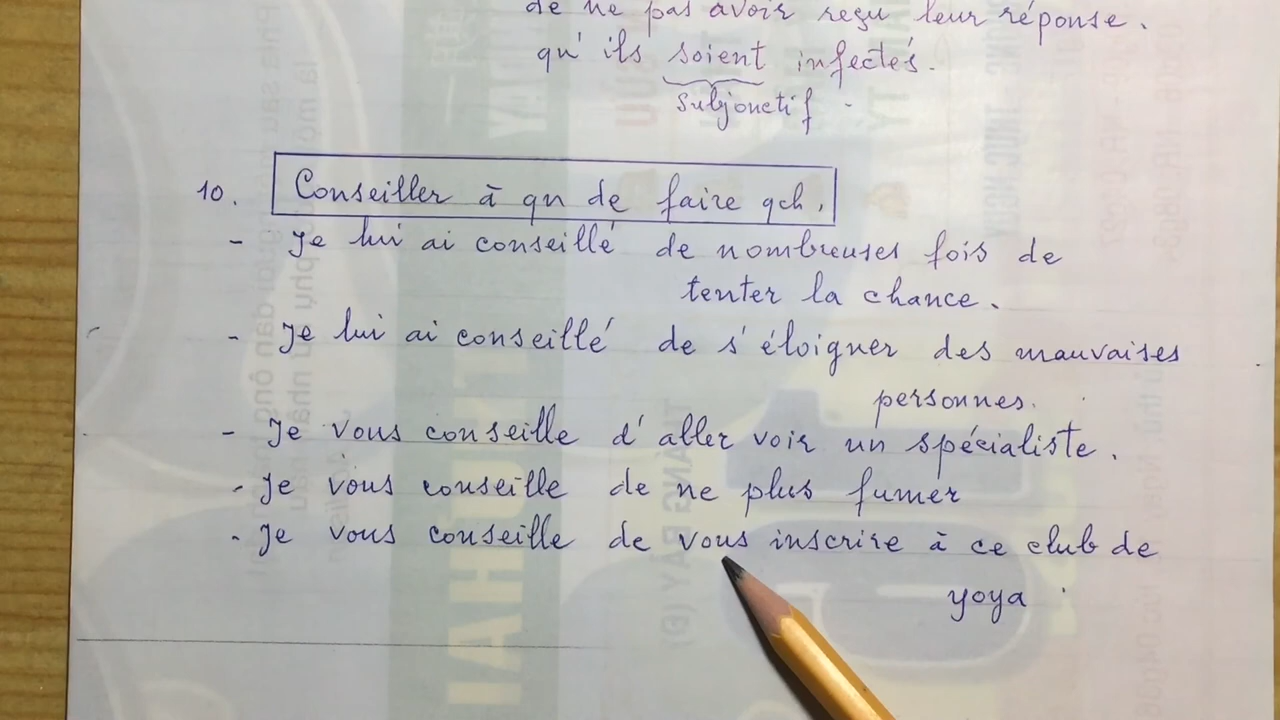 de ne pas avoir reçu leur réponse.
qu'ils soient infectés.
subjonctif.
10. Conseiller à qn de faire qch.
- Je lui ai conseillé de nombreuses fois de
tenter la chance.
- Je lui ai conseillé de s'éloigner des mauvaises
personnes.
- Je vous conseille d'aller voir un spécialiste.
- Je vous conseille de ne plus fumer
- Je vous conseille de vous inscrire à ce club de
yoya.